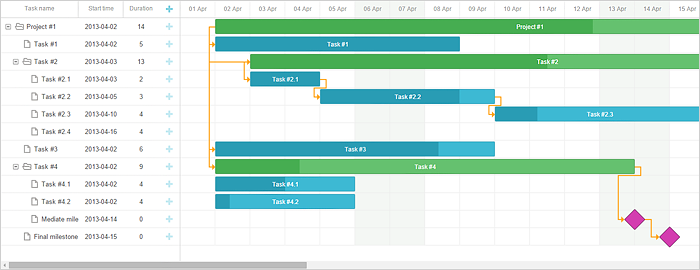 Task name Start time Duration 01 Apr 02 Apr 03 Apr 04 Apr 05 Apr 06 Apr 07 Apr 08 Apr 09 Apr 10 Apr 11 Apr 12 Apr 13 Apr 14 Apr 15 Apr
Project #1 2013-04-02 14 Project #1
Task #1 2013-04-02 5 Task #1
Task #2 2013-04-03 13 Task #2
Task #2.1 2013-04-03 2 Task #2.1
Task #2.2 2013-04-05 3 Task #2.2
Task #2.3 2013-04-10 4 Task #2.3
Task #2.4 2013-04-16 4
Task #3 2013-04-02 6 Task #3
Task #4 2013-04-02 9 Task #4
Task #4.1 2013-04-02 4 Task #4.1
Task #4.2 2013-04-02 4 Task #4.2
Mediate mile 2013-04-14 0
Final milestone 2013-04-15 0